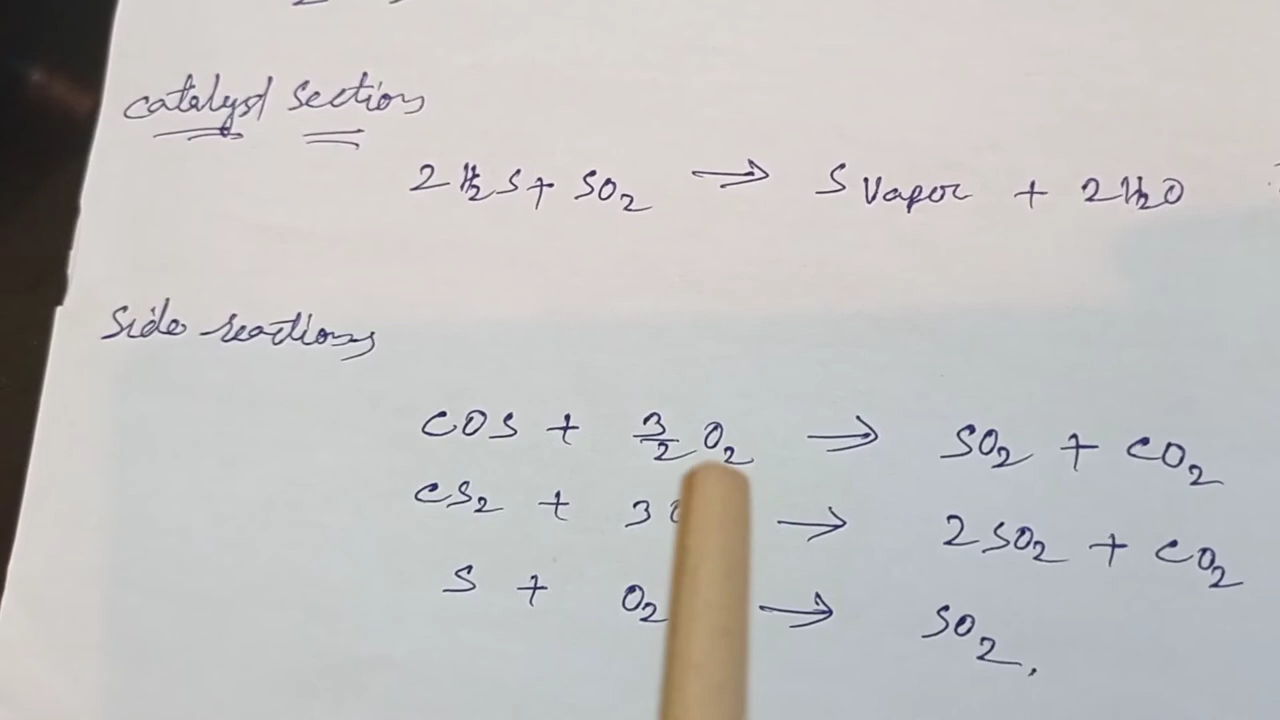 catalyst section
2H₂S + SO₂ → S Vapor + 2H₂O
Side reactions
COS + 3/2 O₂ → SO₂ + CO₂
CS₂ + 3 → 2SO₂ + CO₂
S + O₂ → SO₂.